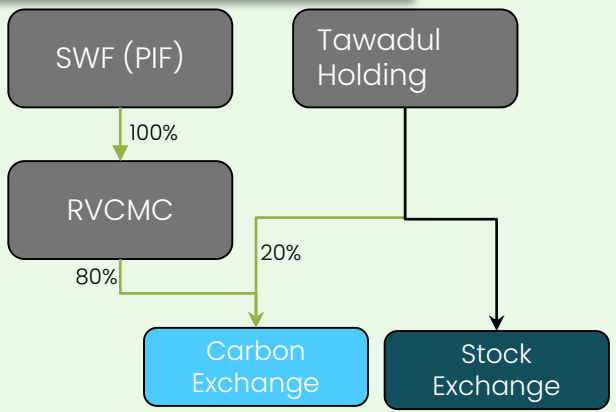 SWF (PIF)
Tawadul
Holding
100%
RVCMC
80%
20%
Carbon
Exchange
Stock
Exchange